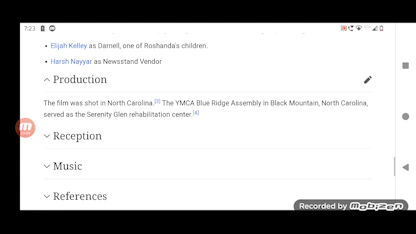 7:23
• Elijah Kelley as Darnell, one of Roshanda's children.
• Harsh Nayyar as Newsstand Vendor
Production
The film was shot in North Carolina.[3] The YMCA Blue Ridge Assembly in Black Mountain, North Carolina,
served as the Serenity Glen rehabilitation center.[4]
Reception
Music
References
Recorded by Mobizen